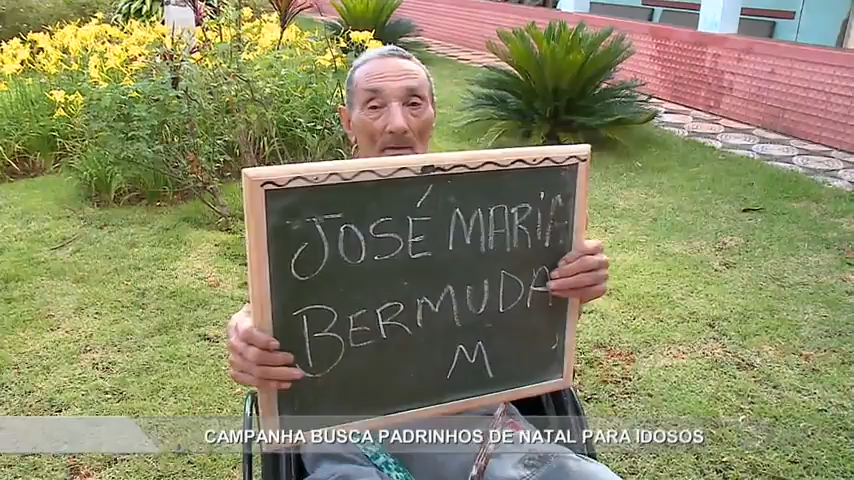 JOSÉ MARIA
BERMUDA
M
CAMPANHA BUSCA PADRINHOS DE NATAL PARA IDOSOS